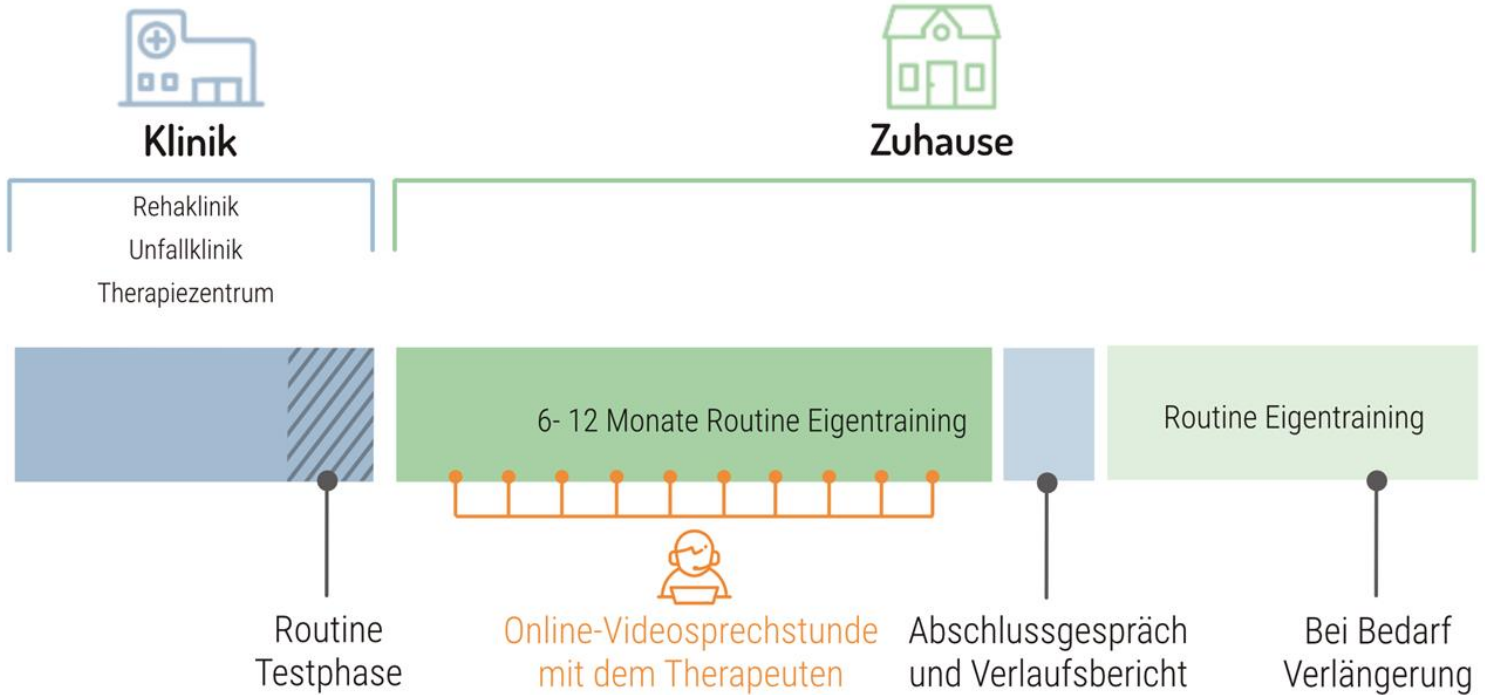 Klinik
Zuhause
Rehaklinik
Unfallklinik
Therapiezentrum
6- 12 Monate Routine Eigentraining
Routine Eigentraining
Routine
Testphase
Online-Videosprechstunde
mit dem Therapeuten
Abschlussgespräch
und Verlaufsbericht
Bei Bedarf
Verlängerung